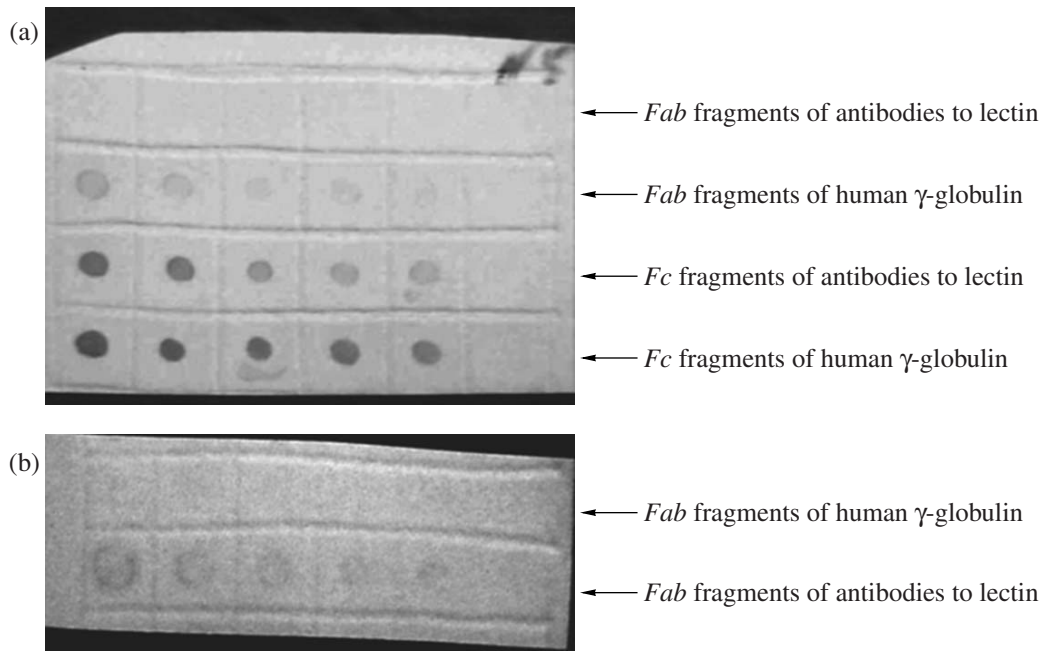 (a)
Fab fragments of antibodies to lectin
Fab fragments of human γ-globulin
Fc fragments of antibodies to lectin
Fc fragments of human γ-globulin
(b)
Fab fragments of human γ-globulin
Fab fragments of antibodies to lectin